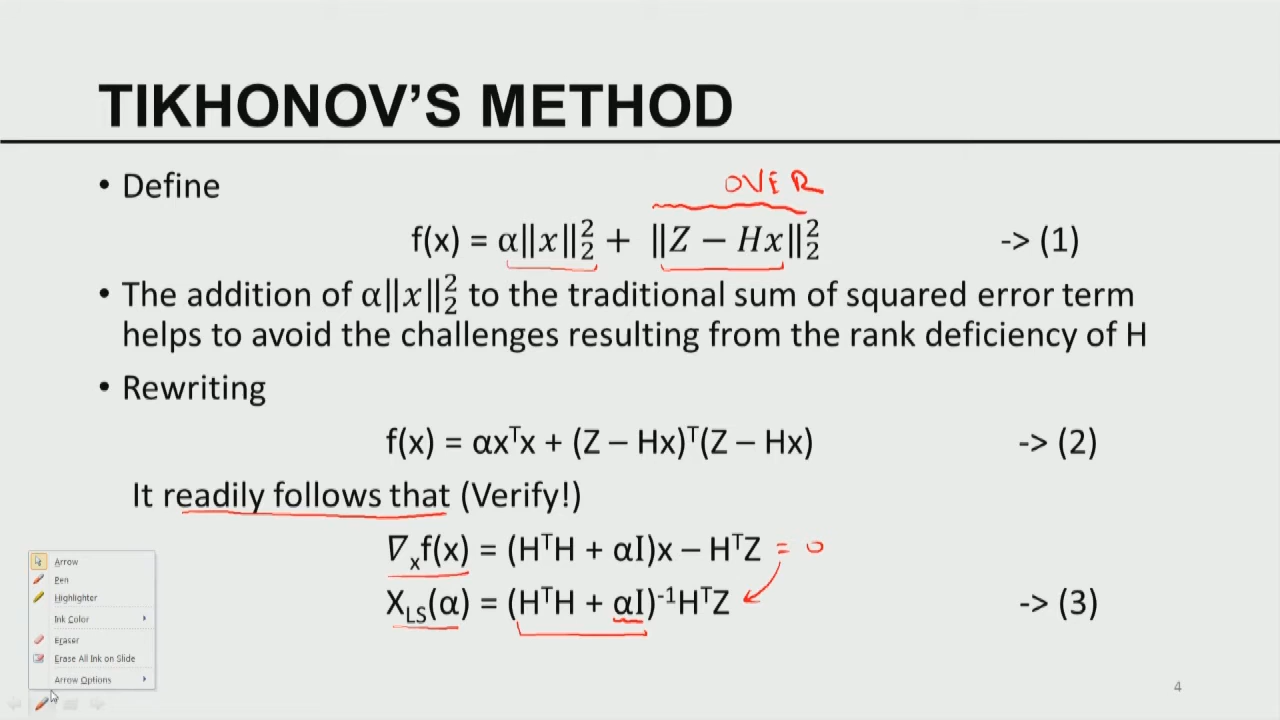 TIKHONOV'S METHOD
• Define
OVER
f(x) = α‖x‖₂² + ‖Z − Hx‖₂² -> (1)
• The addition of α‖x‖₂² to the traditional sum of squared error term
helps to avoid the challenges resulting from the rank deficiency of H
• Rewriting
f(x) = αxᵀx + (Z – Hx)ᵀ(Z – Hx) -> (2)
It readily follows that (Verify!)
∇ₓf(x) = (HᵀH + αI)x – HᵀZ = 0
X_LS(α) = (HᵀH + αI)⁻¹HᵀZ -> (3)
Arrow
Pen
Highlighter
Ink Color
Eraser
Erase All Ink on Slide
Arrow Options
4